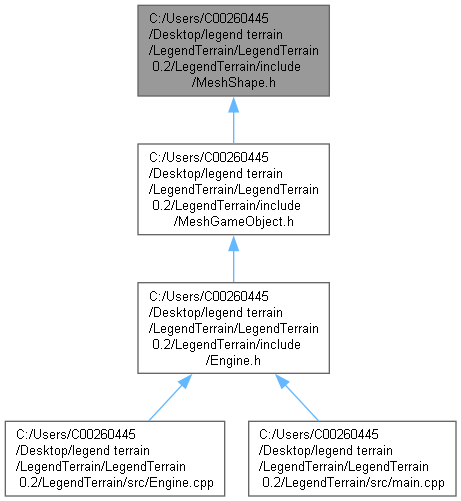 C:/Users/C00260445
/Desktop/legend terrain
/LegendTerrain/LegendTerrain
0.2/LegendTerrain/include
/MeshShape.h
C:/Users/C00260445
/Desktop/legend terrain
/LegendTerrain/LegendTerrain
0.2/LegendTerrain/include
/MeshGameObject.h
C:/Users/C00260445
/Desktop/legend terrain
/LegendTerrain/LegendTerrain
0.2/LegendTerrain/include
/Engine.h
C:/Users/C00260445
/Desktop/legend terrain
/LegendTerrain/LegendTerrain
0.2/LegendTerrain/src/Engine.cpp
C:/Users/C00260445
/Desktop/legend terrain
/LegendTerrain/LegendTerrain
0.2/LegendTerrain/src/main.cpp